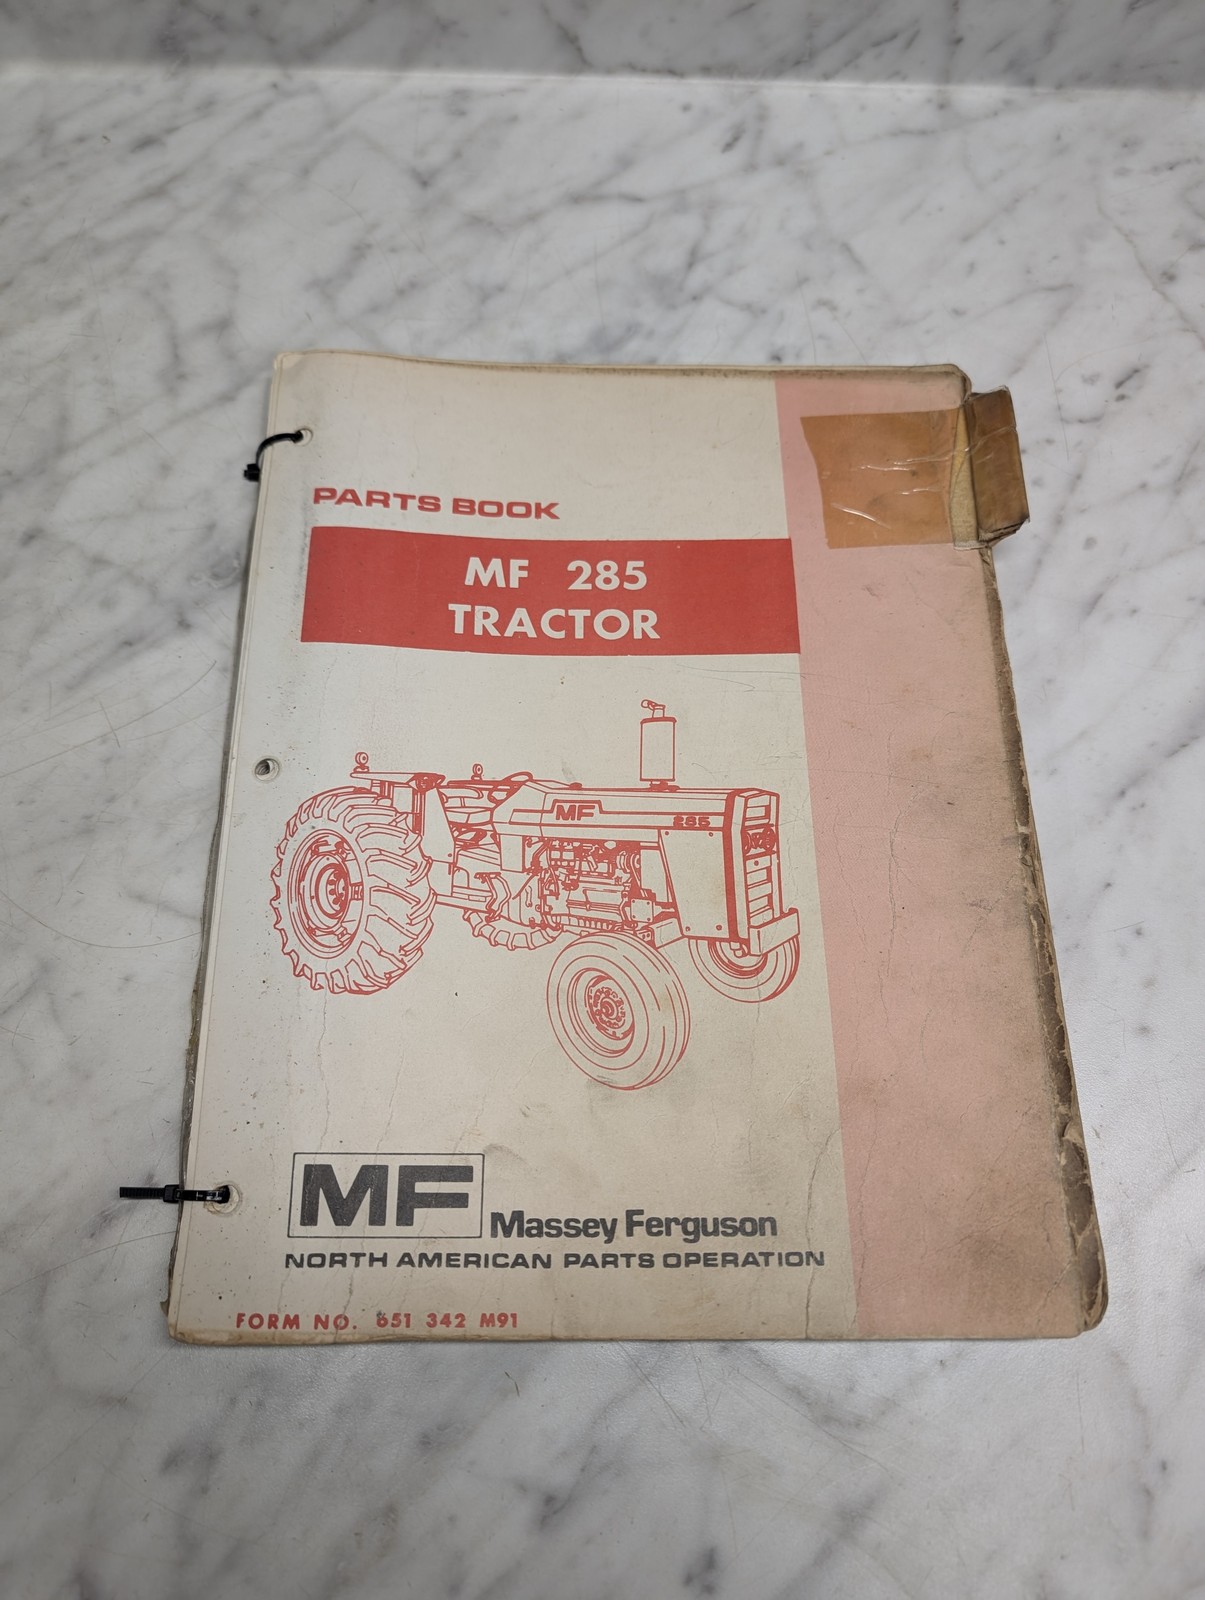 PARTS BOOK
MF 285
TRACTOR
MF
285
MF
Massey Ferguson
NORTH AMERICAN PARTS OPERATION
FORM NO. 651 342 M91